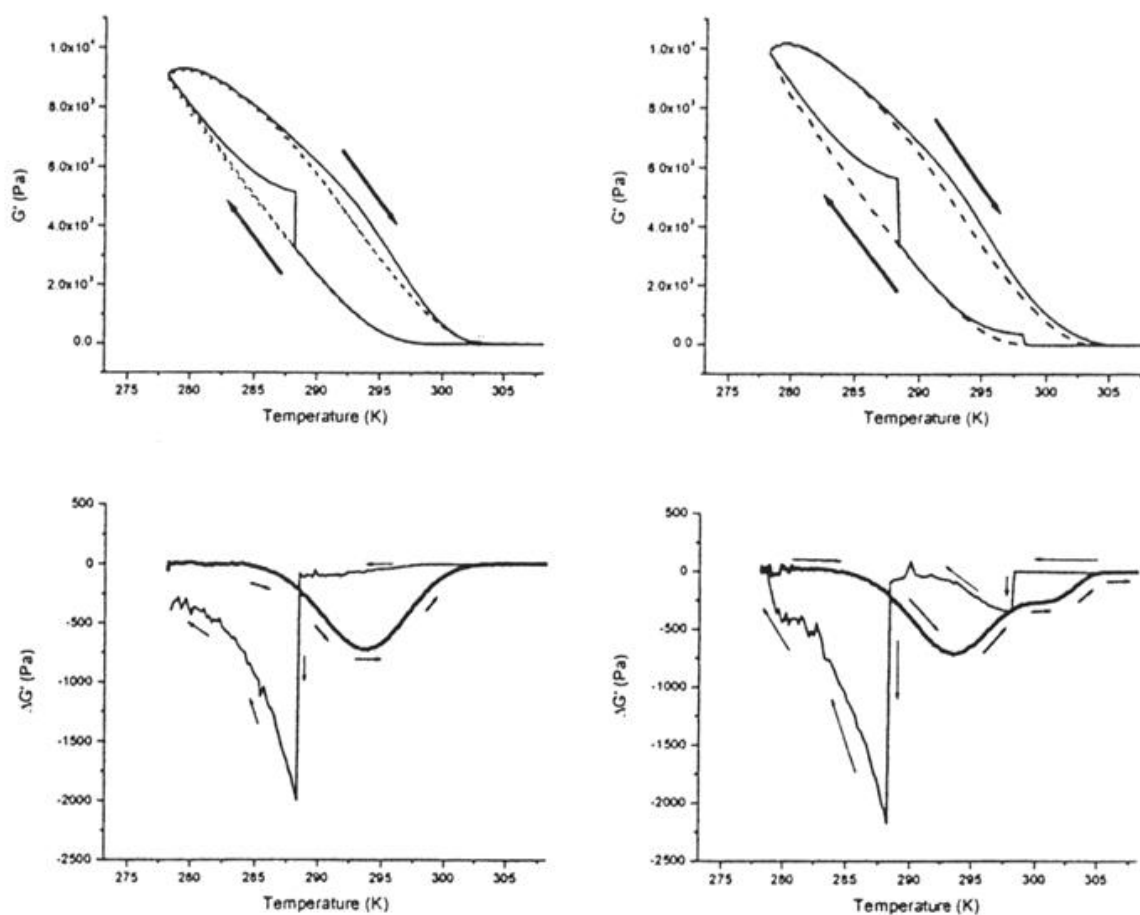 1.0x10⁴
8.0x10³
6.0x10³
4.0x10³
2.0x10³
0.0
G' (Pa)
275 280 285 290 295 300 305
Temperature (K)
1.0x10⁴
8.0x10³
6.0x10³
4.0x10³
2.0x10³
0.0
G' (Pa)
275 280 285 290 295 300 305
Temperature (K)
500
0
-500
-1000
-1500
-2000
-2500
ΔG' (Pa)
275 280 285 290 295 300 305
Temperature (K)
500
0
-500
-1000
-1500
-2000
-2500
ΔG' (Pa)
275 280 285 290 295 300 305
Temperature (K)